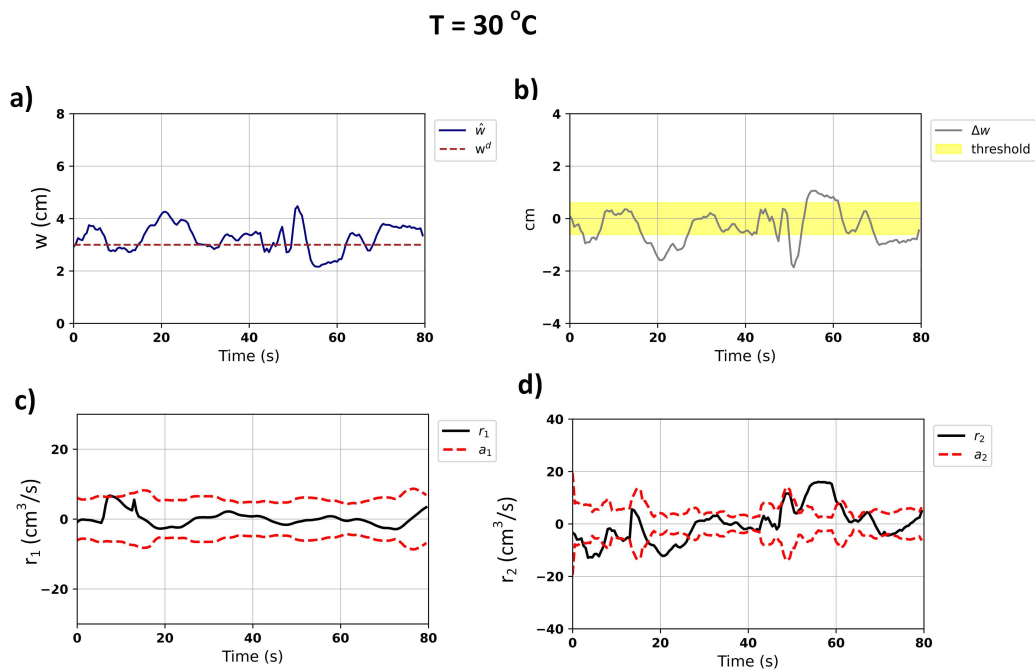 T = 30 °C
a)
8
6
4
2
0
w (cm)
0 20 40 60 80
Time (s)
ŵ
w^d
b)
4
2
0
−2
−4
cm
0 20 40 60 80
Time (s)
Δw
threshold
c)
20
0
−20
r₁ (cm³/s)
0 20 40 60 80
Time (s)
r₁
a₁
d)
40
20
0
−20
−40
r₂ (cm³/s)
0 20 40 60 80
Time (s)
r₂
a₂